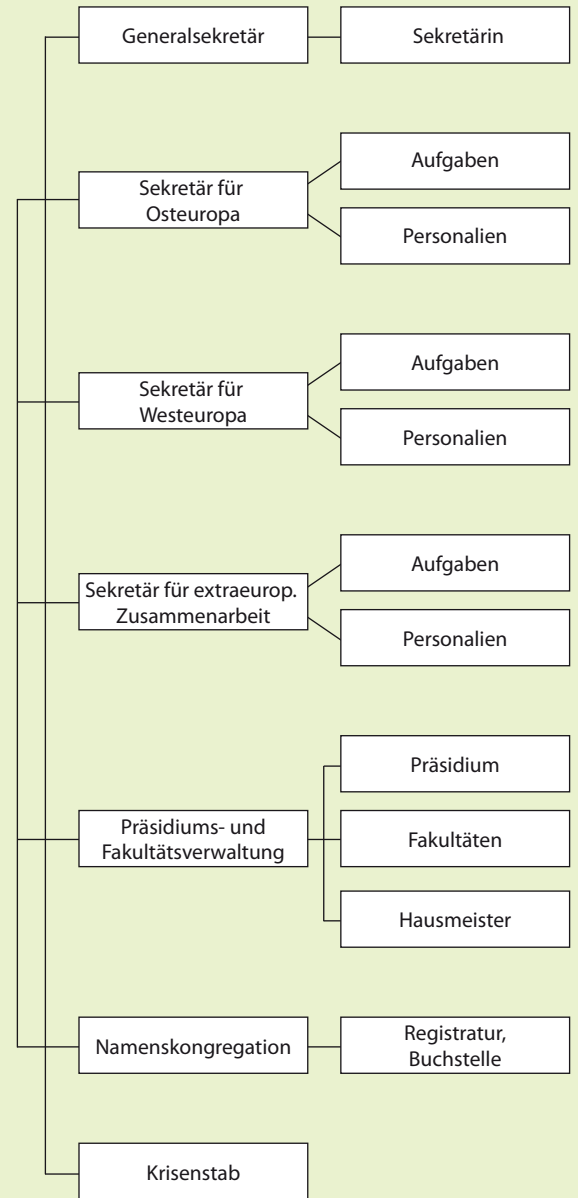 Generalsekretär
Sekretärin
Sekretär für
Osteuropa
Aufgaben
Personalien
Sekretär für
Westeuropa
Aufgaben
Personalien
Sekretär für extraeurop.
Zusammenarbeit
Aufgaben
Personalien
Präsidiums- und
Fakultätsverwaltung
Präsidium
Fakultäten
Hausmeister
Namenskongregation
Registratur,
Buchstelle
Krisenstab